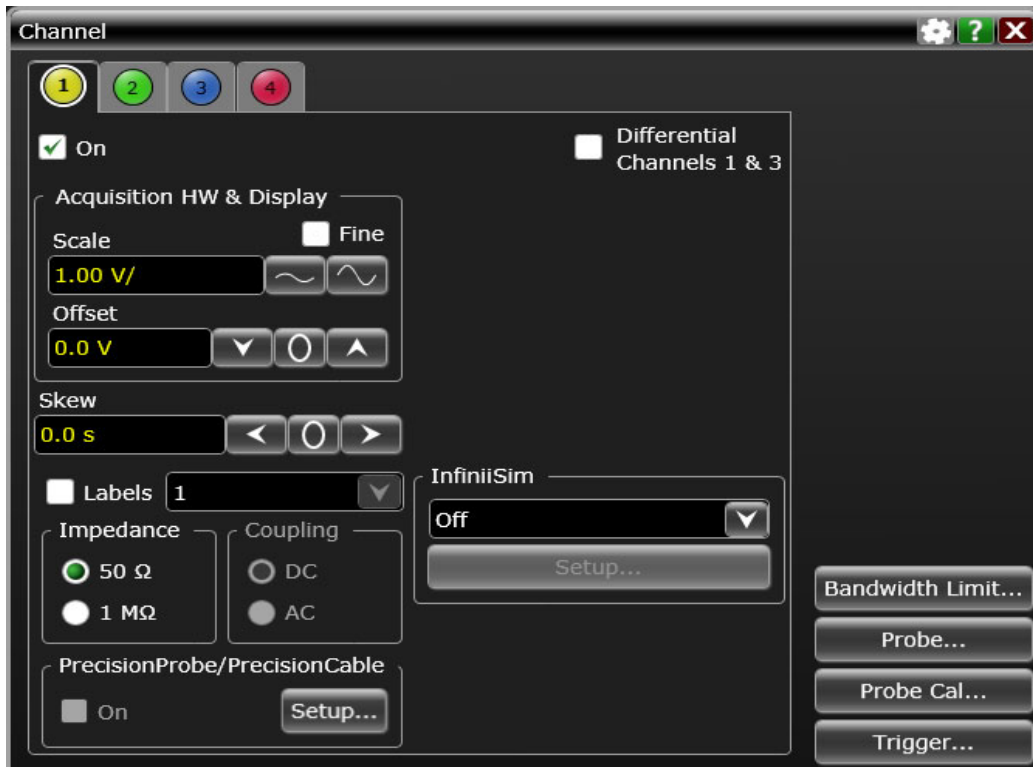 Channel
?
X
1
2
3
4
On
Differential
Channels 1 & 3
Acquisition HW & Display
Scale
Fine
1.00 V/
Offset
0.0 V
Skew
0.0 s
Labels
1
InfiniiSim
Off
Setup...
Impedance
50 Ω
1 MΩ
Coupling
DC
AC
PrecisionProbe/PrecisionCable
On
Setup...
Bandwidth Limit...
Probe...
Probe Cal...
Trigger...